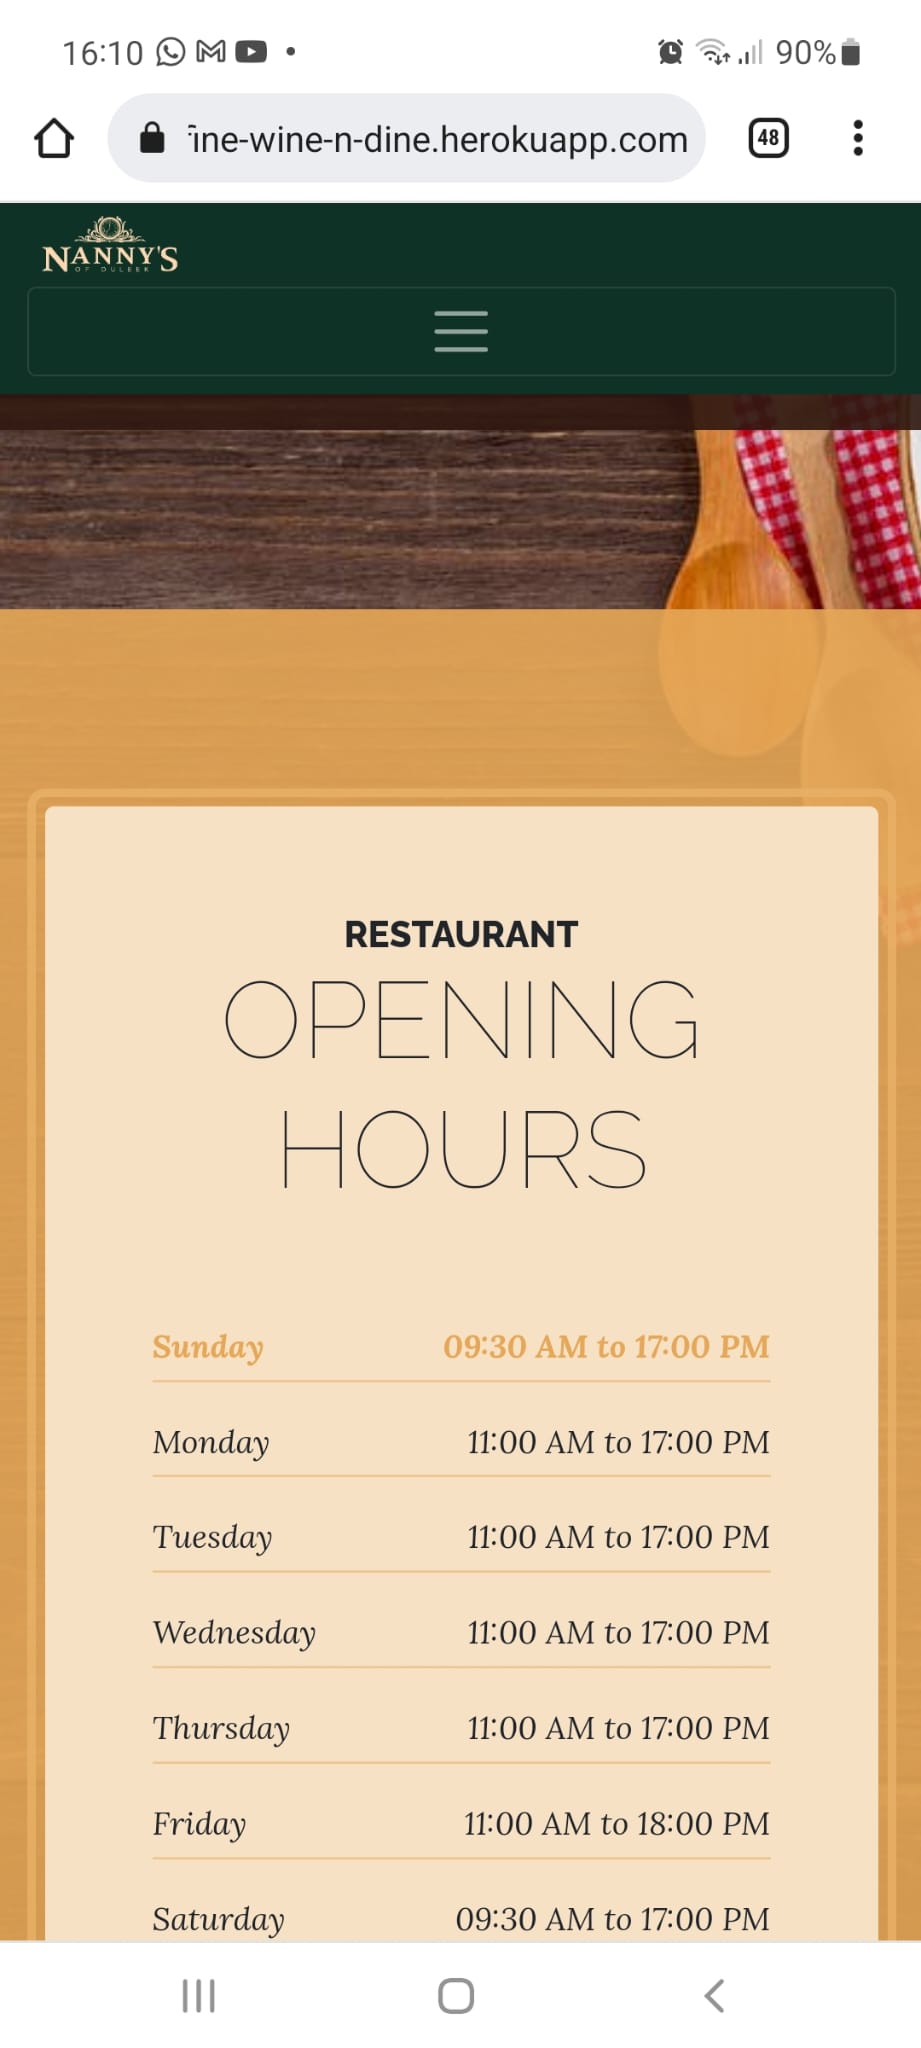 16:10 90%
ine-wine-n-dine.herokuapp.com 48
NANNY'S
OF DULEEK
RESTAURANT
OPENING
HOURS
Sunday 09:30 AM to 17:00 PM
Monday 11:00 AM to 17:00 PM
Tuesday 11:00 AM to 17:00 PM
Wednesday 11:00 AM to 17:00 PM
Thursday 11:00 AM to 17:00 PM
Friday 11:00 AM to 18:00 PM
Saturday 09:30 AM to 17:00 PM